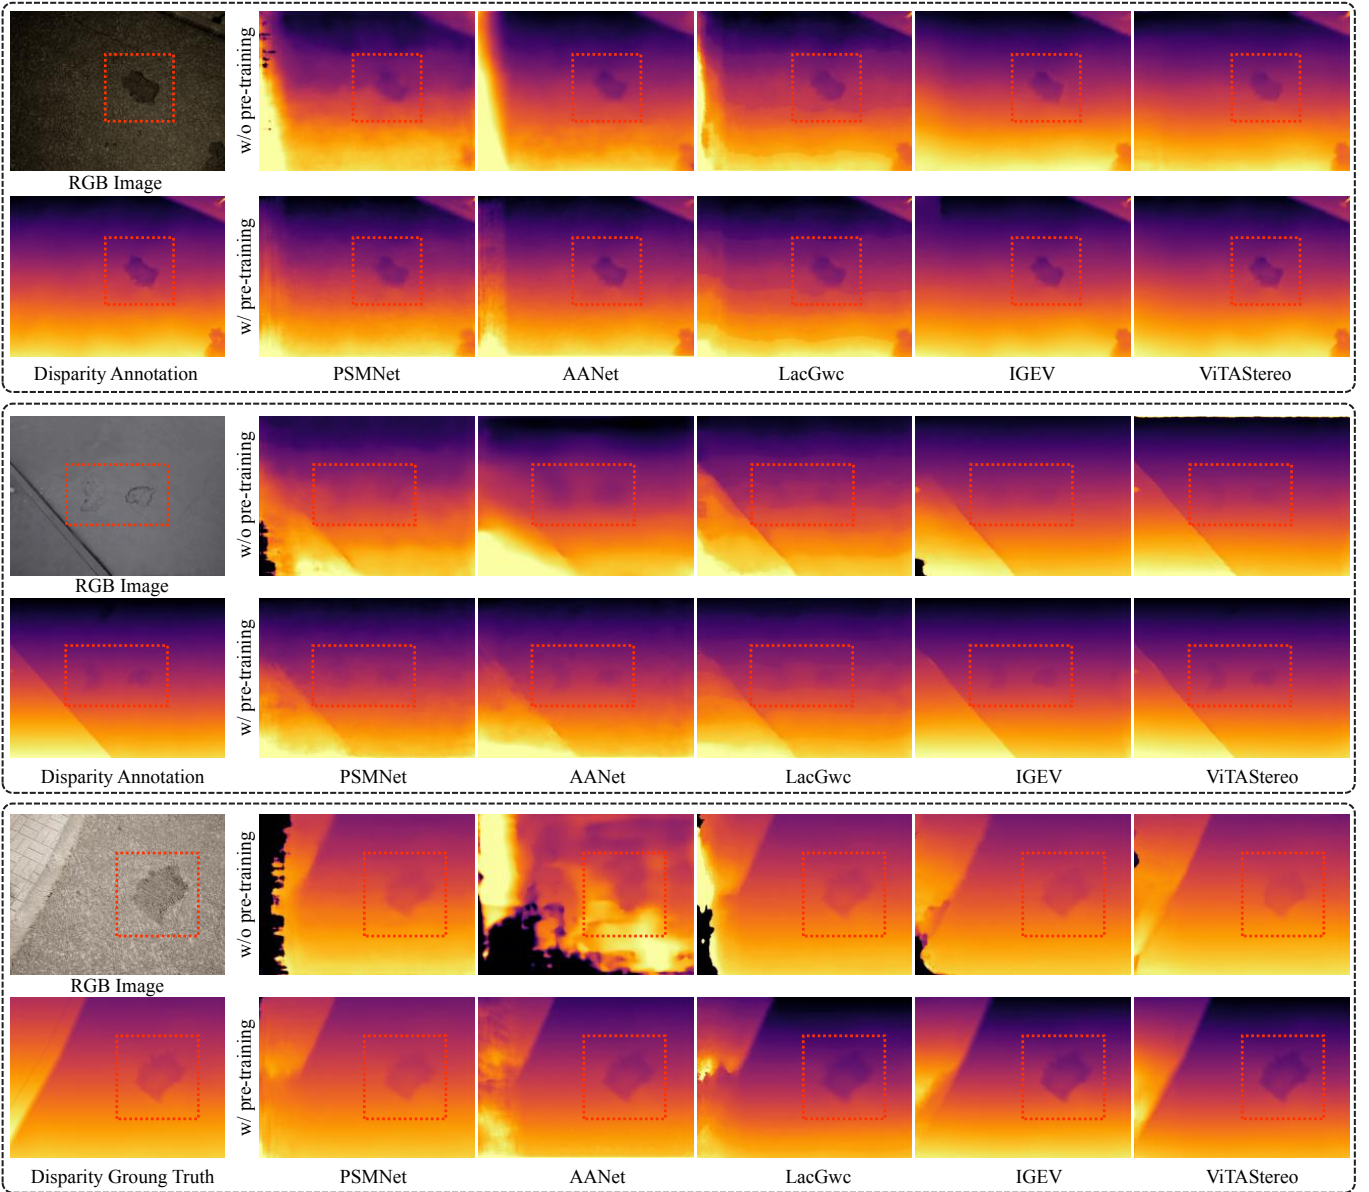 w/o pre-training
RGB Image
w/ pre-training
Disparity Annotation PSMNet AANet LacGwc IGEV ViTAStereo
w/o pre-training
RGB Image
w/ pre-training
Disparity Annotation PSMNet AANet LacGwc IGEV ViTAStereo
w/o pre-training
RGB Image
w/ pre-training
Disparity Groung Truth PSMNet AANet LacGwc IGEV ViTAStereo